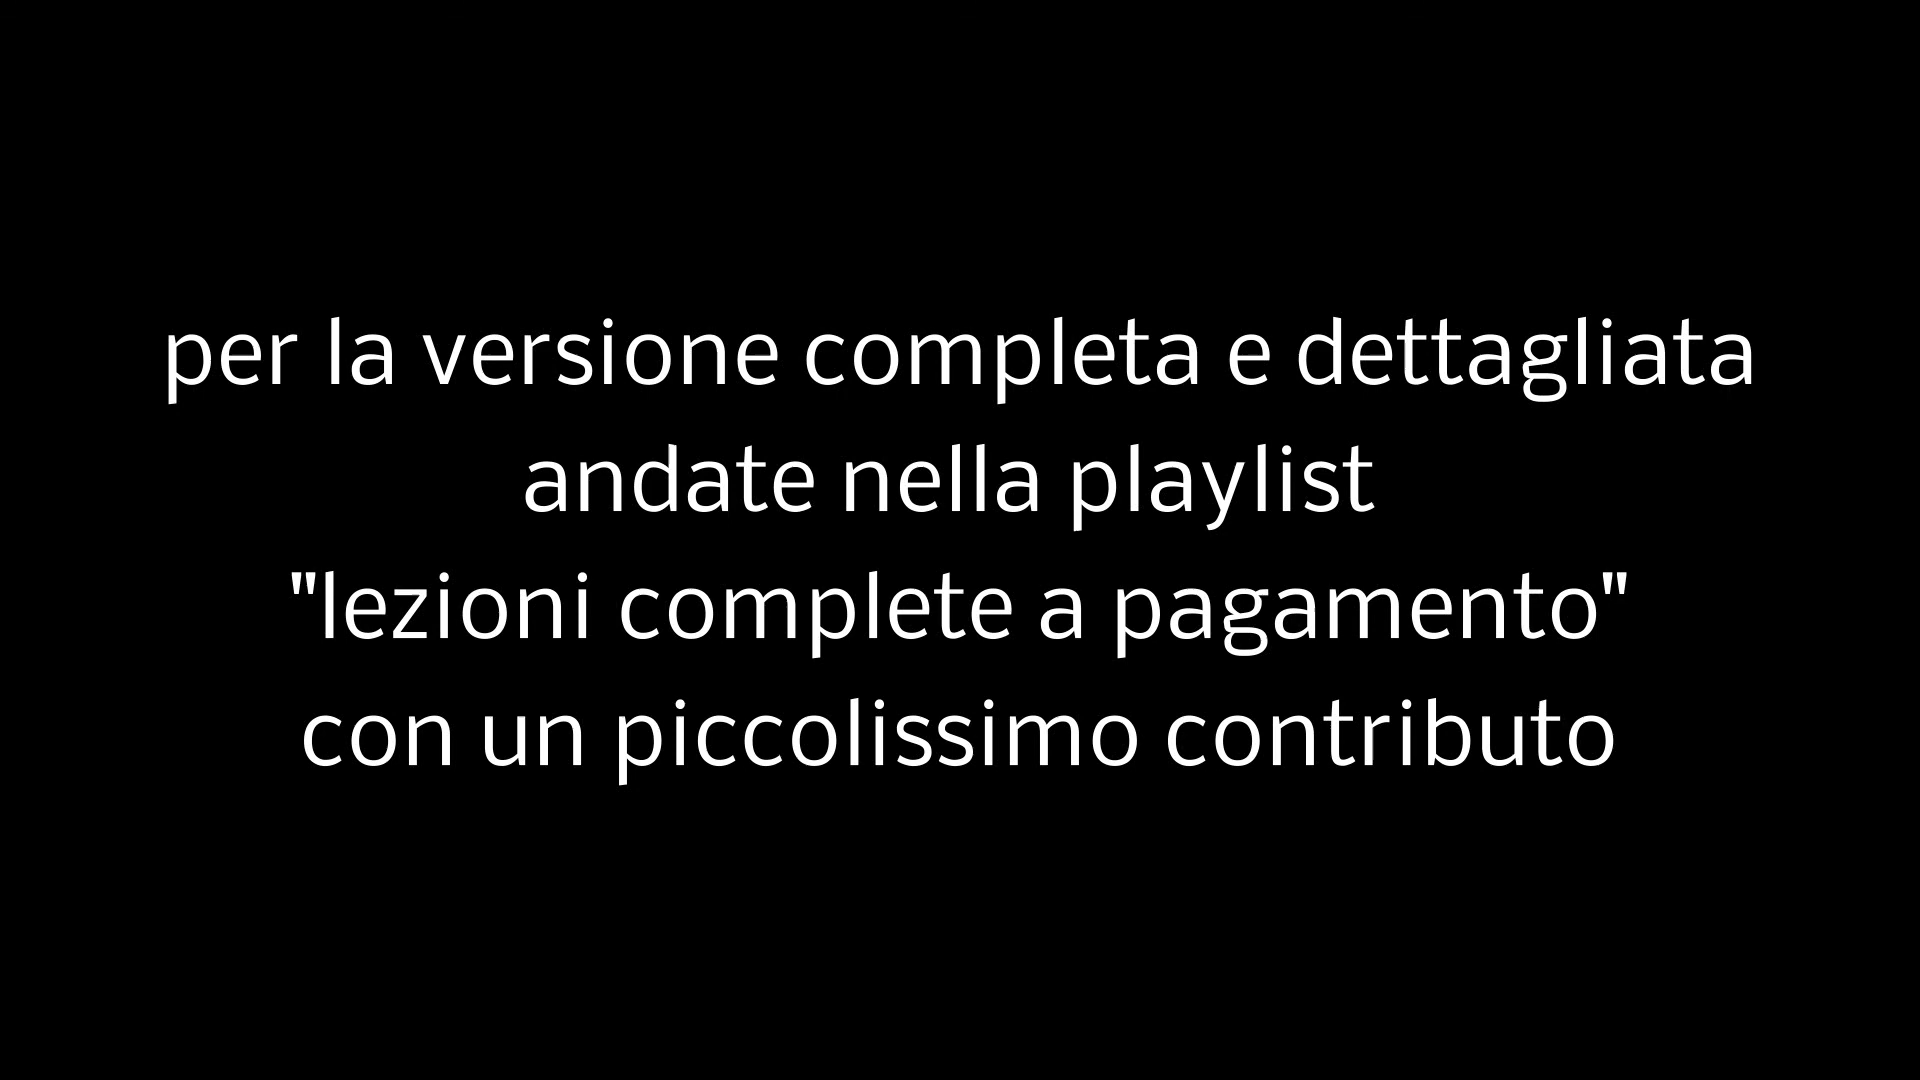 per la versione completa e dettagliata
andate nella playlist
"lezioni complete a pagamento"
con un piccolissimo contributo